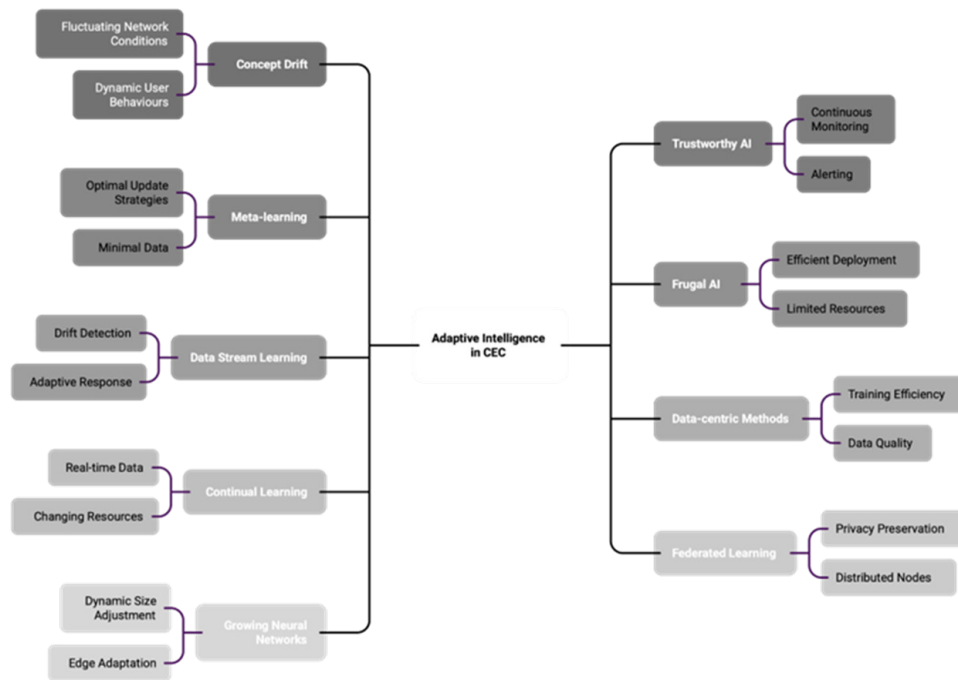 Fluctuating Network
Conditions
Dynamic User
Behaviours
Concept Drift
Optimal Update
Strategies
Minimal Data
Meta-learning
Drift Detection
Adaptive Response
Data Stream Learning
Real-time Data
Changing Resources
Continual Learning
Dynamic Size
Adjustment
Edge Adaptation
Growing Neural
Networks
Adaptive Intelligence
in CEC
Trustworthy AI
Continuous
Monitoring
Alerting
Frugal AI
Efficient Deployment
Limited Resources
Data-centric Methods
Training Efficiency
Data Quality
Federated Learning
Privacy Preservation
Distributed Nodes